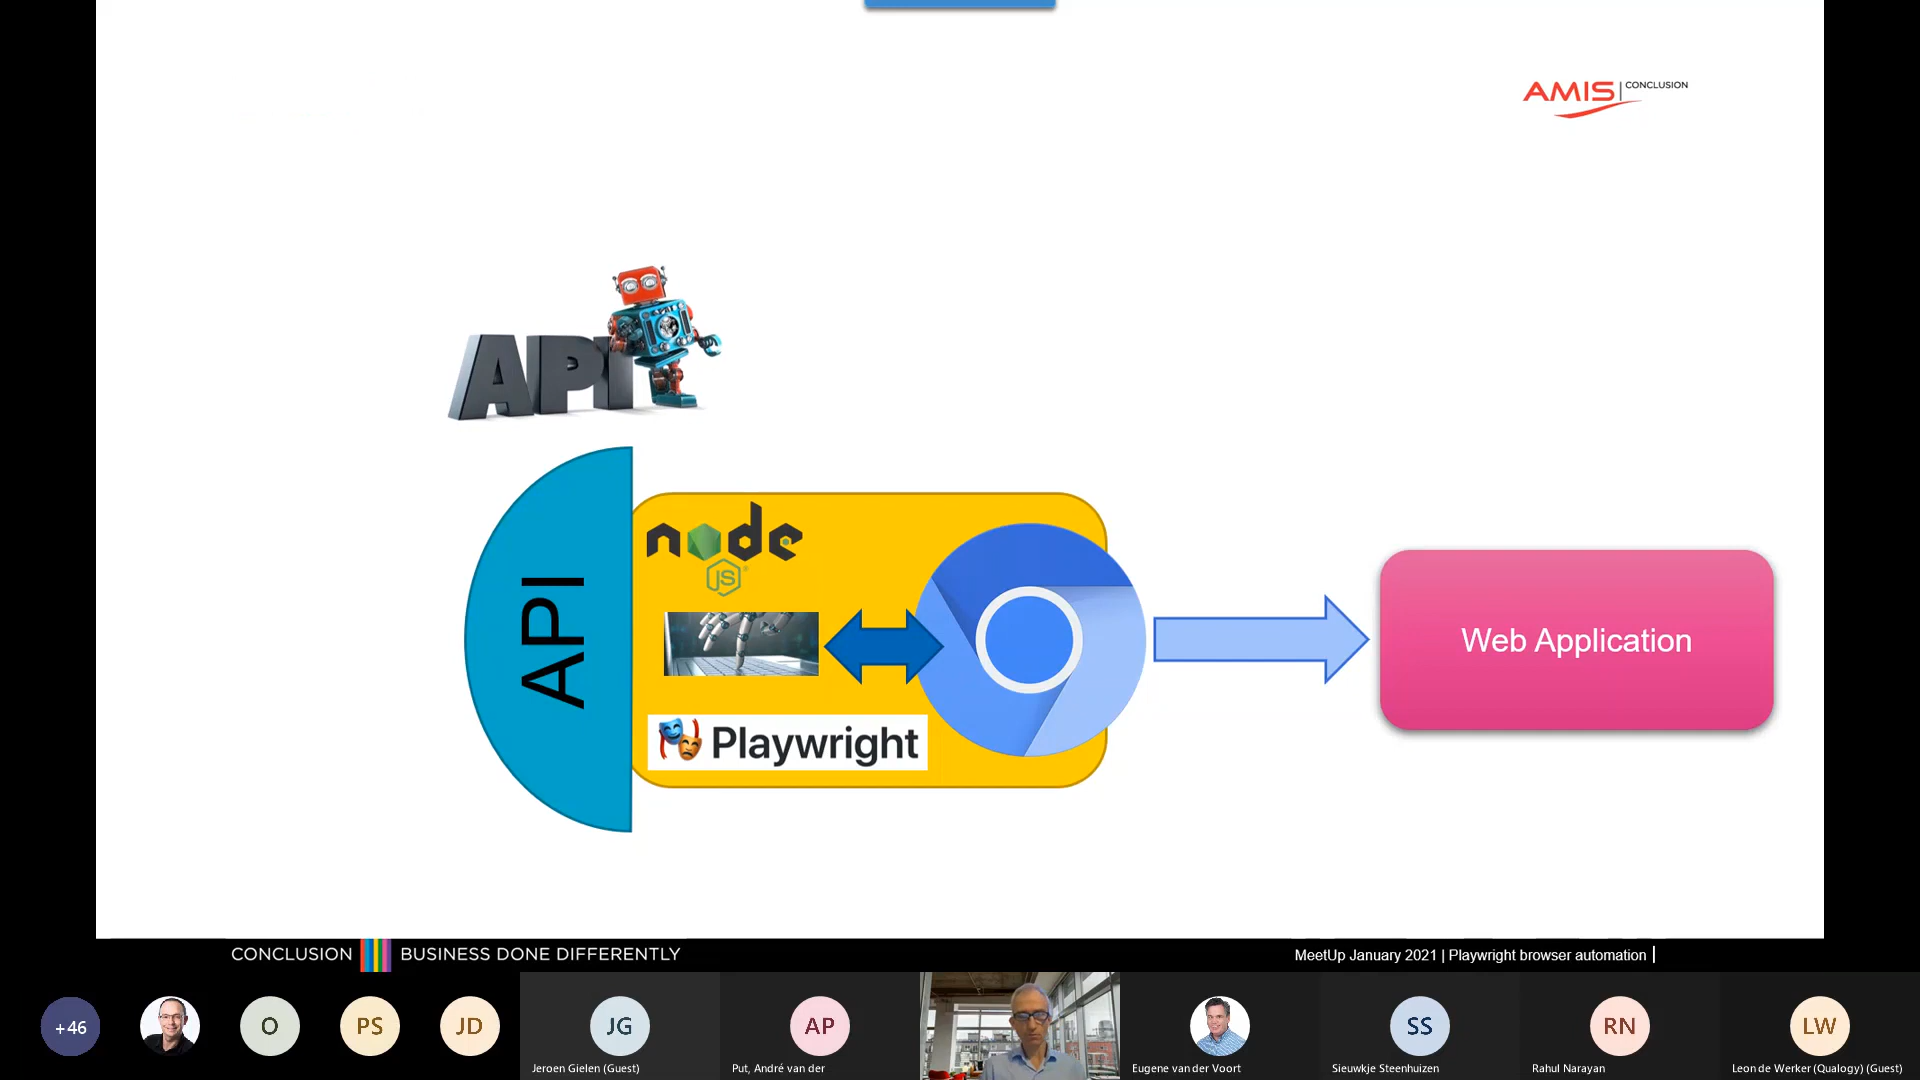 AMIS | CONCLUSION
API
API
node
JS
Playwright
Web Application
CONCLUSION BUSINESS DONE DIFFERENTLY
MeetUp January 2021 | Playwright browser automation |
+46
O
PS
JD
JG
Jeroen Gielen (Guest)
AP
Put, André van der
Eugene van der Voort
SS
Sieuwkje Steenhuizen
RN
Rahul Narayan
LW
Leon de Werker (Qualogy) (Guest)